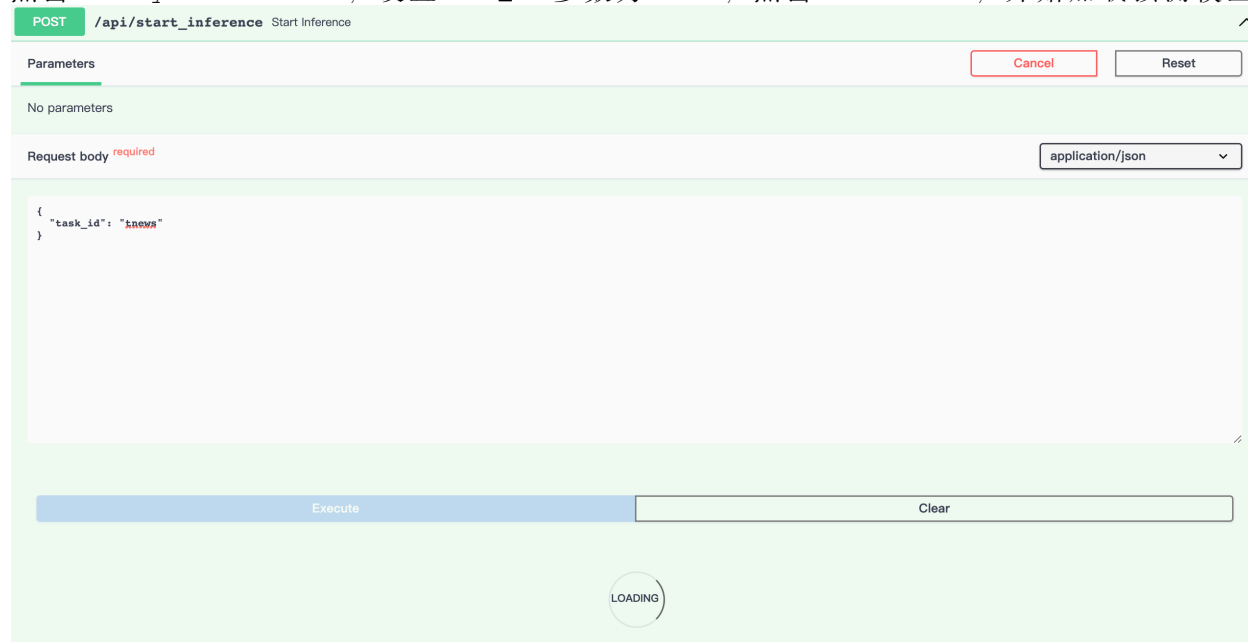 POST /api/start_inference Start Inference
Parameters
Cancel
Reset
No parameters
Request body required
application/json
{
"task_id": "tnews"
}
Execute
Clear
LOADING